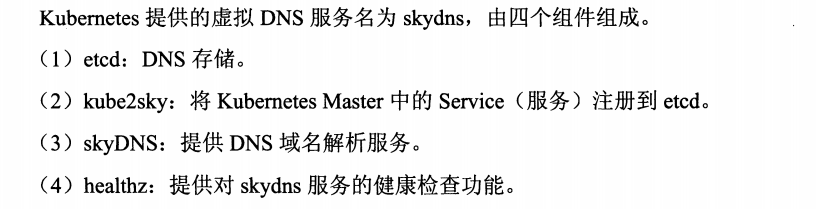 Kubernetes 提供的虚拟 DNS 服务名为 skydns，由四个组件组成。
（1）etcd：DNS 存储。
（2）kube2sky：将 Kubernetes Master 中的 Service（服务）注册到 etcd。
（3）skyDNS：提供 DNS 域名解析服务。
（4）healthz：提供对 skydns 服务的健康检查功能。